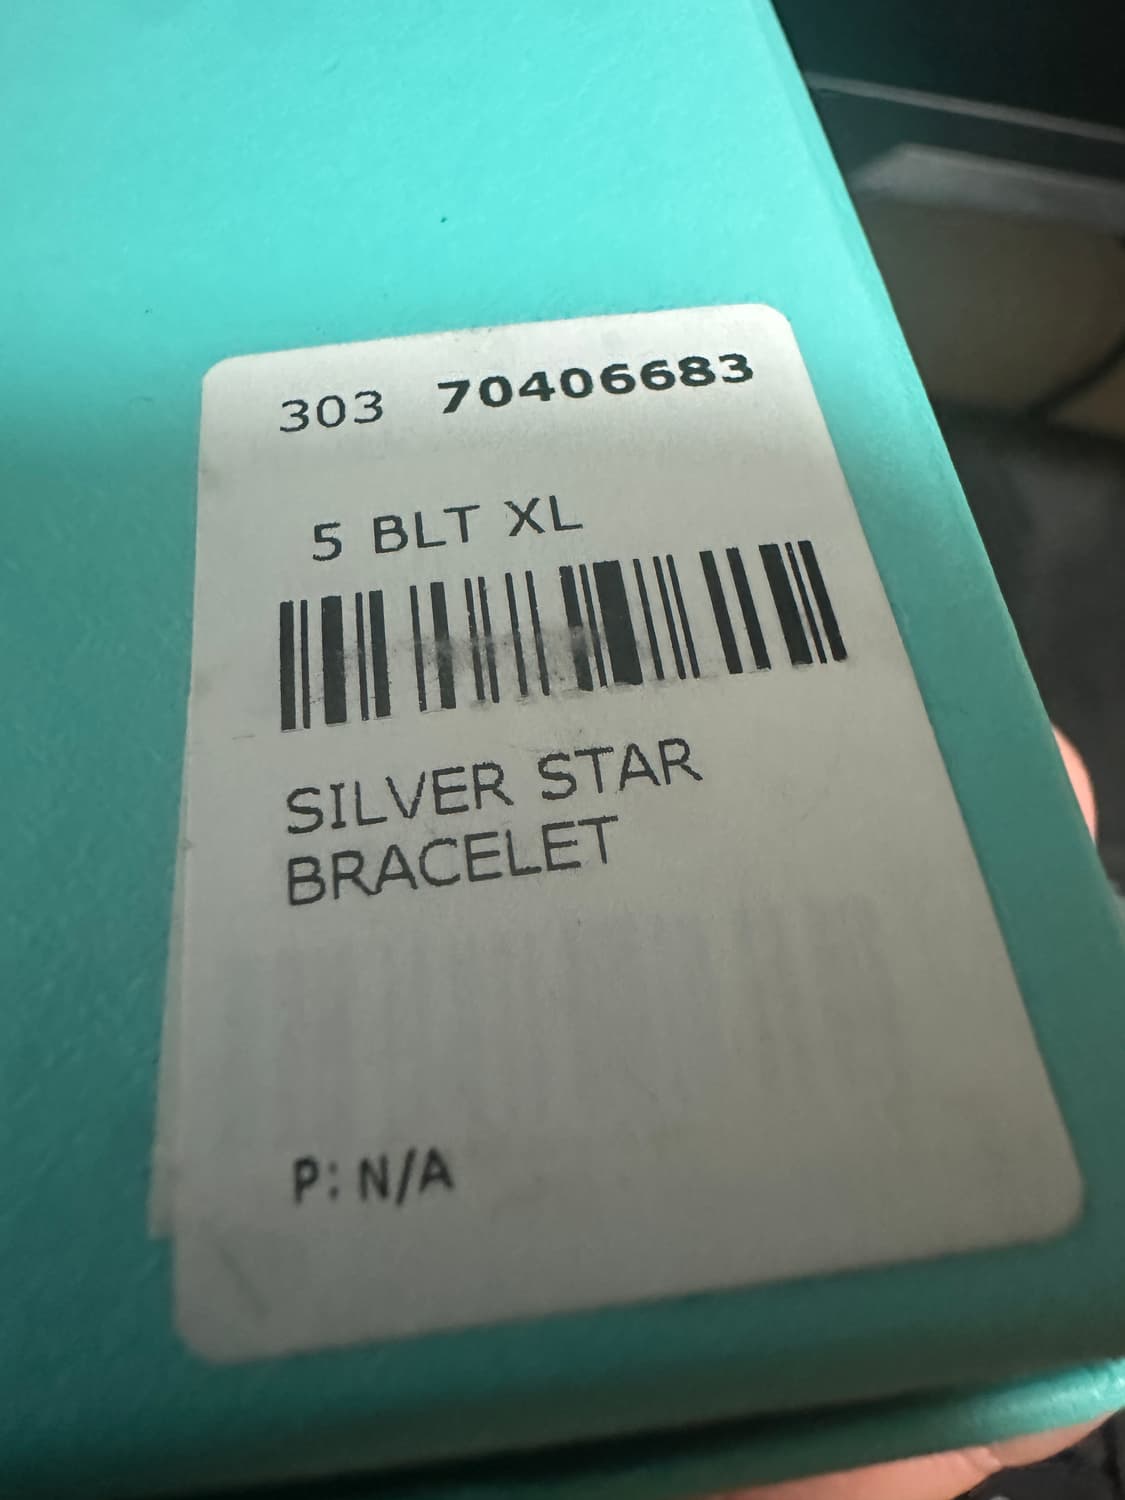 303 70406683
5 BLT XL
SILVER STAR
BRACELET
P: N/A